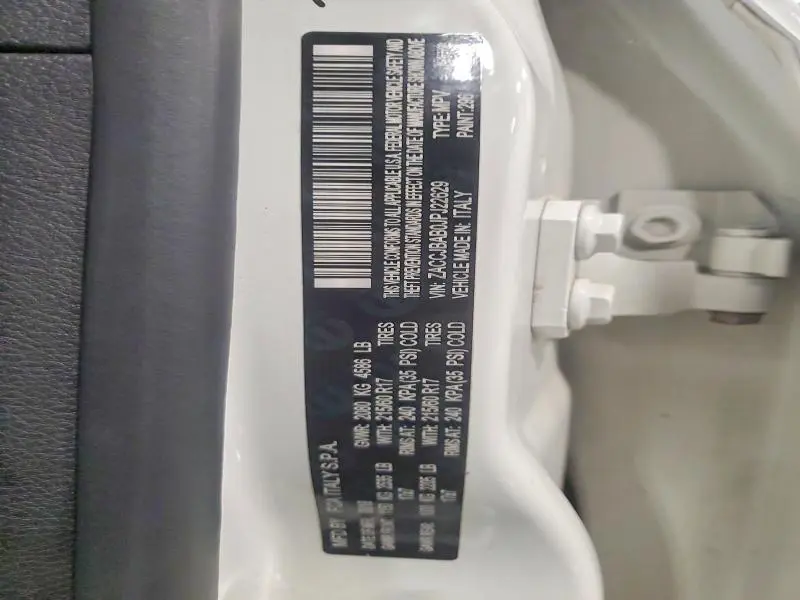 MFD BY: FCA ITALY S.P.A.
GVWR: 2080 KG 4586 LB
WITH: 215/60 R17 TIRES
RIMS AT: 240 KPA(35 PSI) COLD
WITH: 215/60 R17 TIRES
RIMS AT: 240 KPA(35 PSI) COLD
THIS VEHICLE CONFORMS TO ALL APPLICABLE U.S.A. FEDERAL MOTOR VEHICLE SAFETY AND
THEFT PREVENTION STANDARDS IN EFFECT ON THE DATE OF MANUFACTURE SHOWN ABOVE
VIN: ZACCJBAB0JPJ22629 TYPE: MPV
VEHICLE MADE IN: ITALY PAINT: 296